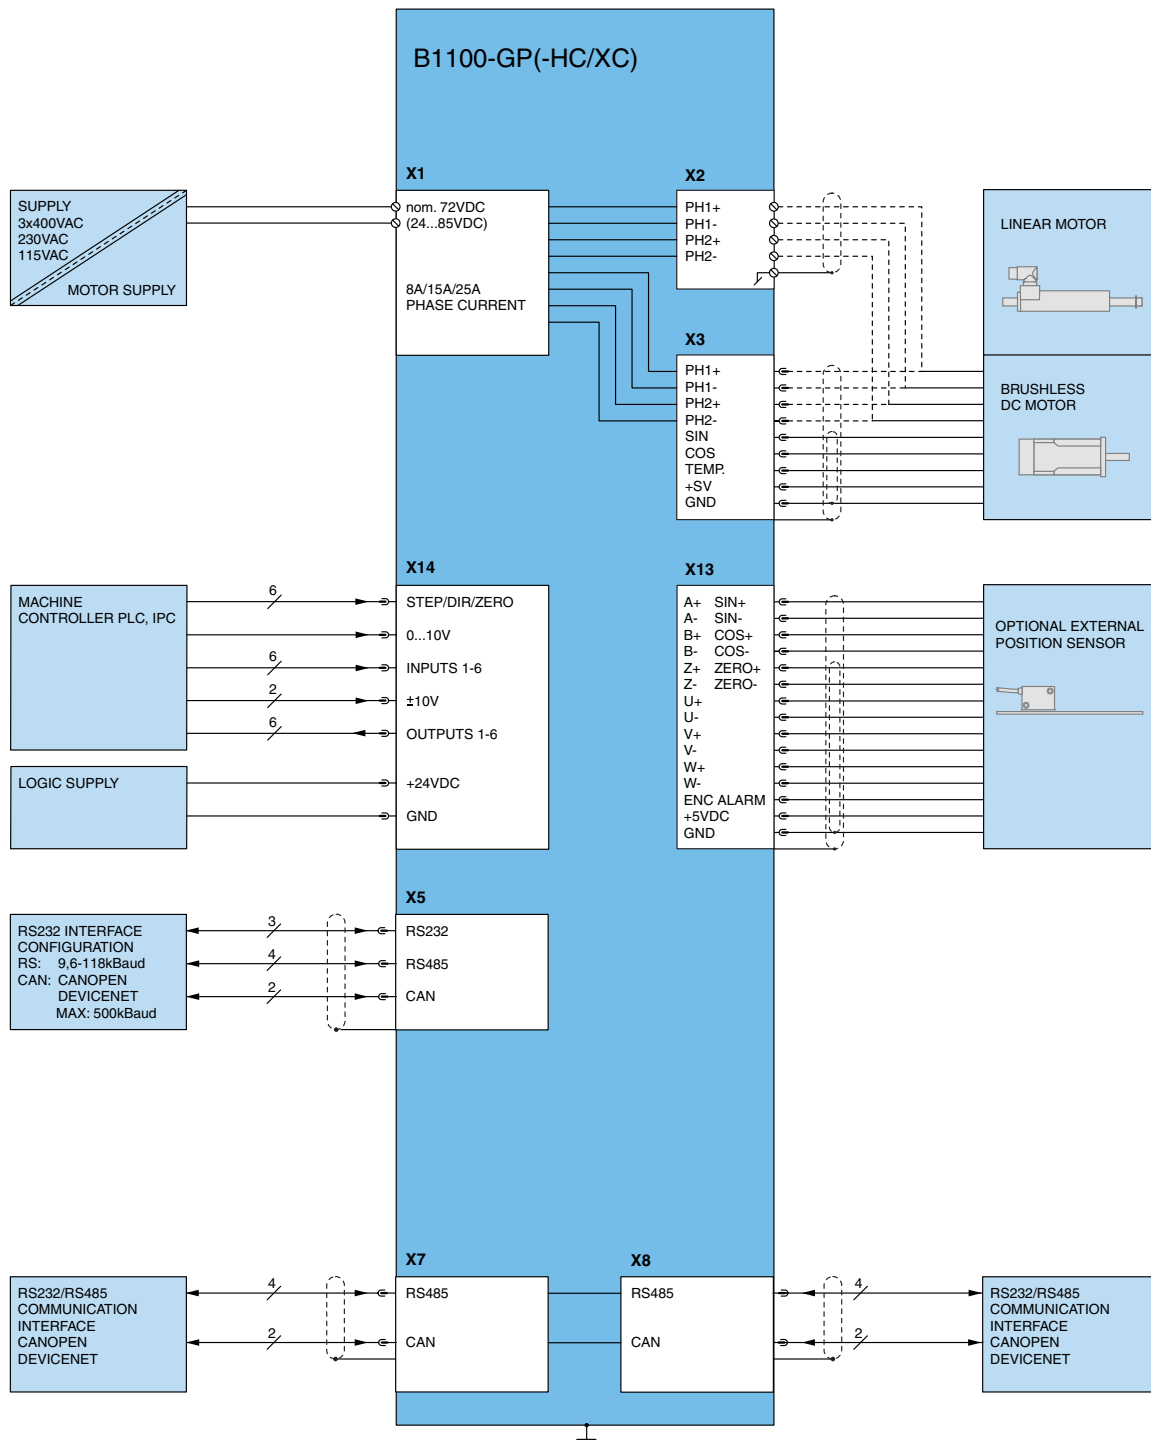 B1100-GP(-HC/XC)
X1
nom. 72VDC
(24...85VDC)
8A/15A/25A
PHASE CURRENT
SUPPLY
3x400VAC
230VAC
115VAC
MOTOR SUPPLY
X2
PH1+
PH1-
PH2+
PH2-
LINEAR MOTOR
X3
PH1+
PH1-
PH2+
PH2-
SIN
COS
TEMP.
+SV
GND
BRUSHLESS
DC MOTOR
MACHINE
CONTROLLER PLC, IPC
LOGIC SUPPLY
6
6
2
6
X14
STEP/DIR/ZERO
0...10V
INPUTS 1-6
±10V
OUTPUTS 1-6
+24VDC
GND
X13
A+ SIN+
A- SIN-
B+ COS+
B- COS-
Z+ ZERO+
Z- ZERO-
U+
U-
V+
V-
W+
W-
ENC ALARM
+5VDC
GND
OPTIONAL EXTERNAL
POSITION SENSOR
RS232 INTERFACE
CONFIGURATION
RS: 9,6-118kBaud
CAN: CANOPEN
DEVICENET
MAX: 500kBaud
3
4
2
X5
RS232
RS485
CAN
RS232/RS485
COMMUNICATION
INTERFACE
CANOPEN
DEVICENET
4
2
X7
RS485
CAN
X8
RS485
CAN
4
2
RS232/RS485
COMMUNICATION
INTERFACE
CANOPEN
DEVICENET